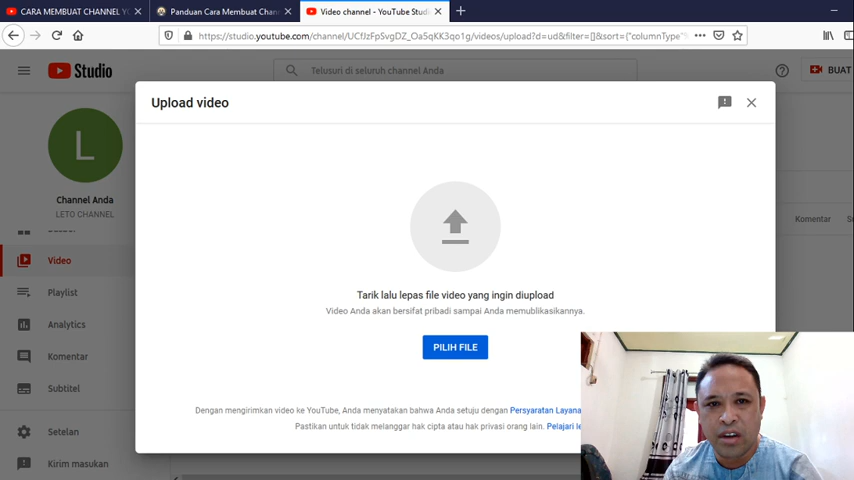 CARA MEMBUAT CHANNEL Y
Panduan Cara Membuat Chan
Video channel - YouTube Studi
https://studio.youtube.com/channel/UCfJzFpSvgDZ_OaSqKK3qo1g/videos/upload?d=ud&filter=[]&sort={"columnType"
Studio
Telusuri di seluruh channel Anda
BUAT
Upload video
L
Channel Anda
LETO CHANNEL
Video
Komentar
Playlist
Analytics
Komentar
Subtitel
Setelan
Kirim masukan
Tarik lalu lepas file video yang ingin diupload
Video Anda akan bersifat pribadi sampai Anda memublikasikannya.
PILIH FILE
Dengan mengirimkan video ke YouTube, Anda menyatakan bahwa Anda setuju dengan Persyaratan Layana
Pastikan untuk tidak melanggar hak cipta atau hak privasi orang lain. Pelajari le